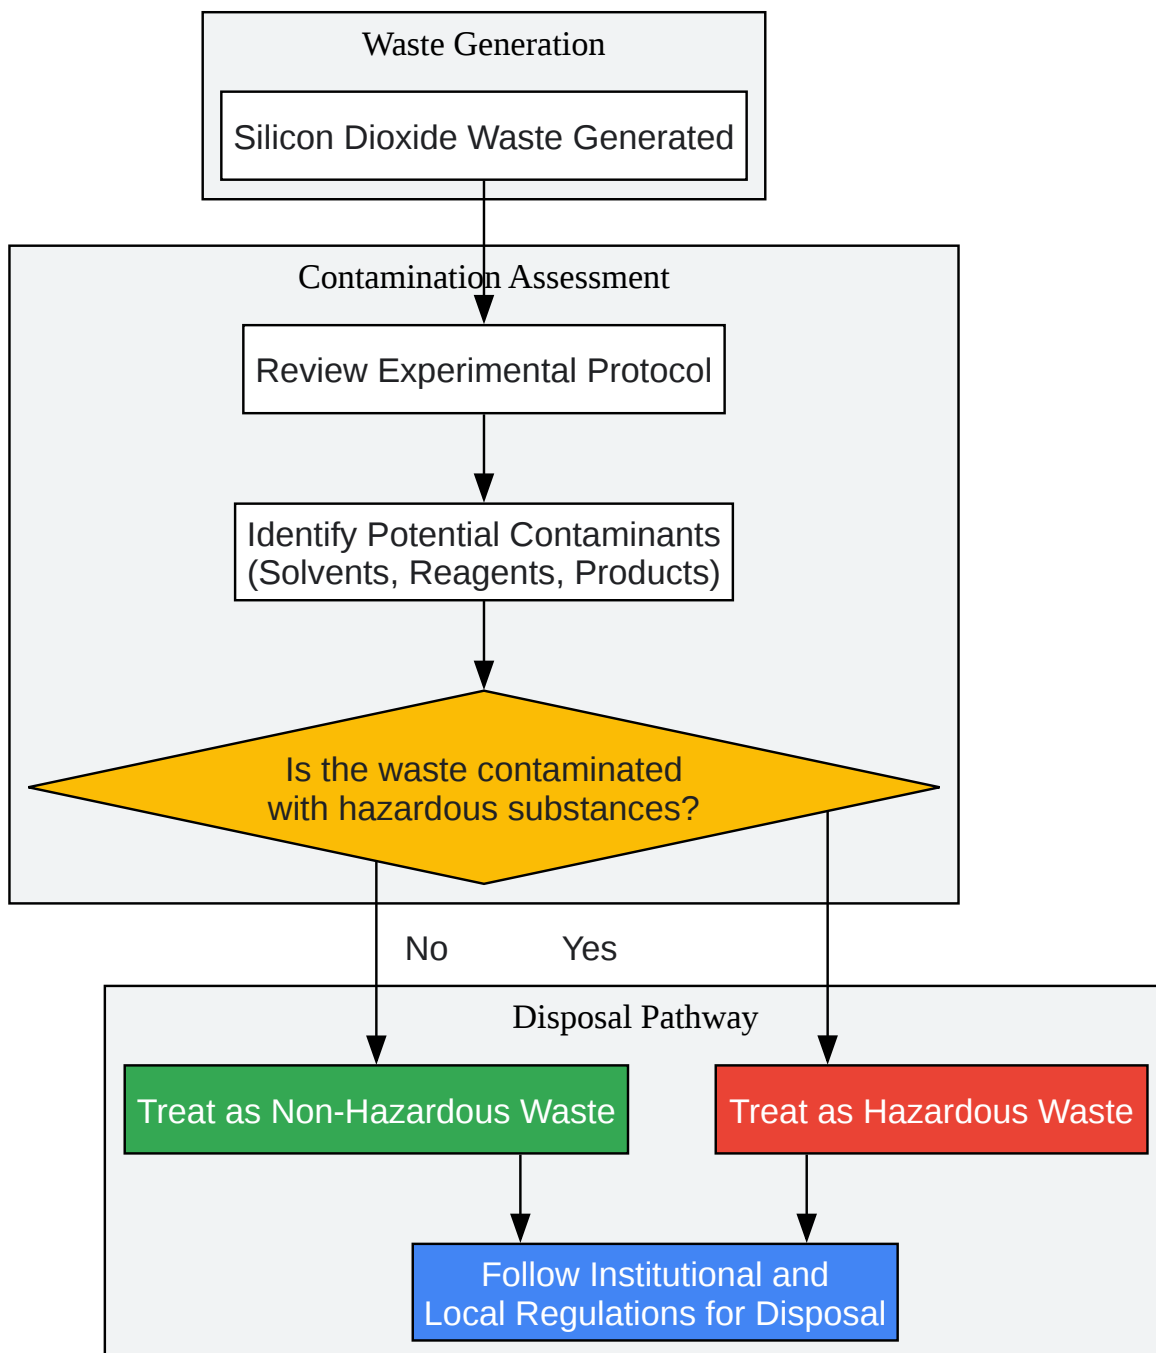 Waste Generation
Silicon Dioxide Waste Generated
Contamination Assessment
Review Experimental Protocol
Identify Potential Contaminants
(Solvents, Reagents, Products)
Is the waste contaminated
with hazardous substances?
No
Yes
Disposal Pathway
Treat as Non-Hazardous Waste
Treat as Hazardous Waste
Follow Institutional and
Local Regulations for Disposal